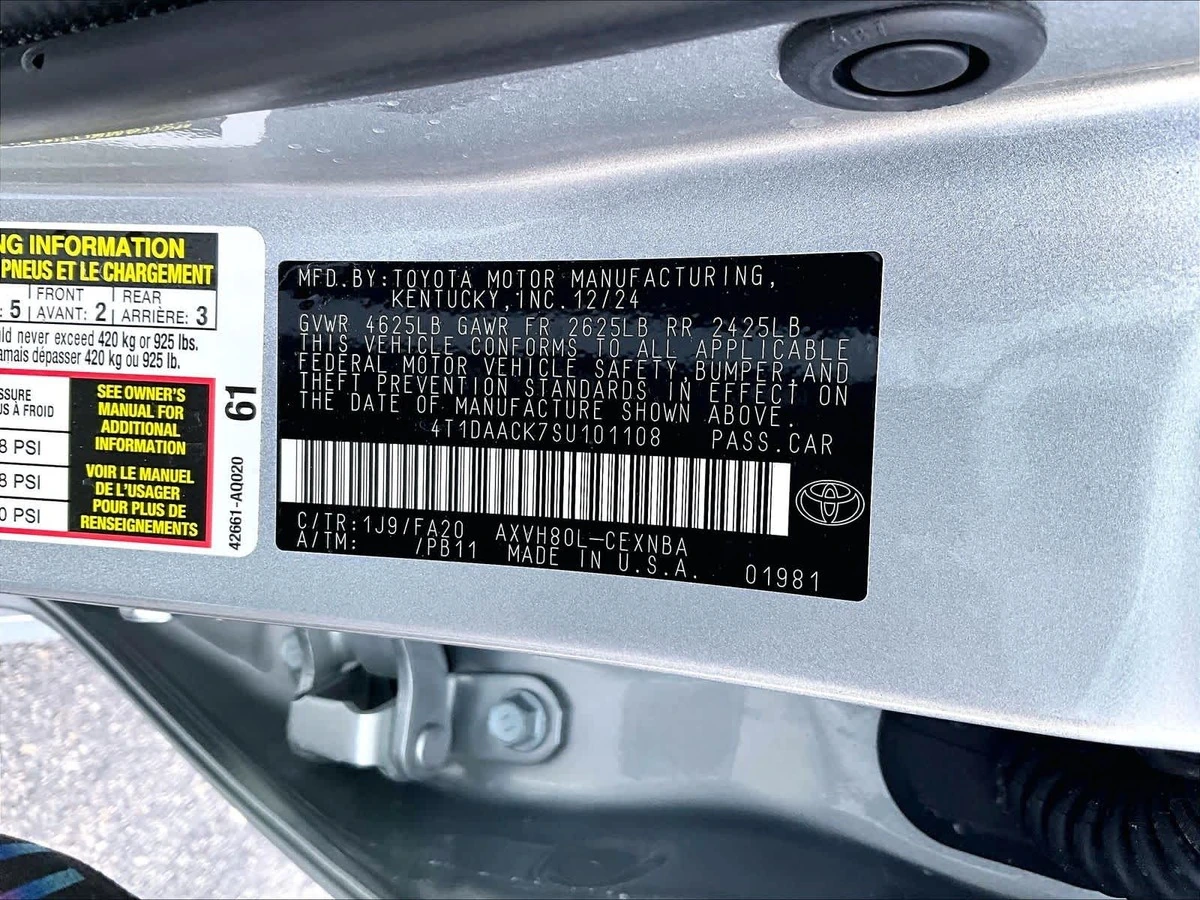 NG INFORMATION
PNEUS ET LE CHARGEMENT
: 5 FRONT REAR
AVANT: 2 ARRIÈRE: 3
uld never exceed 420 kg or 925 lbs.
amais dépasser 420 kg ou 925 lb.
SSURE
US À FROID
8 PSI
8 PSI
0 PSI
SEE OWNER'S
MANUAL FOR
ADDITIONAL
INFORMATION
VOIR LE MANUEL
DE L'USAGER
POUR PLUS DE
RENSEIGNEMENTS
61
42661-AQ020
MFD.BY:TOYOTA MOTOR MANUFACTURING,
KENTUCKY,INC.12/24
GVWR 4625LB GAWR FR 2625LB RR 2425LB
THIS VEHICLE CONFORMS TO ALL APPLICABLE
FEDERAL MOTOR VEHICLE SAFETY,BUMPER,AND
THEFT PREVENTION STANDARDS IN EFFECT ON
THE DATE OF MANUFACTURE SHOWN ABOVE.
4T1DAACK7SU101108 PASS.CAR
C/TR:1J9/FA20 AXVH80L-CEXNBA
A/TM: /PB11 MADE IN U.S.A. 01981